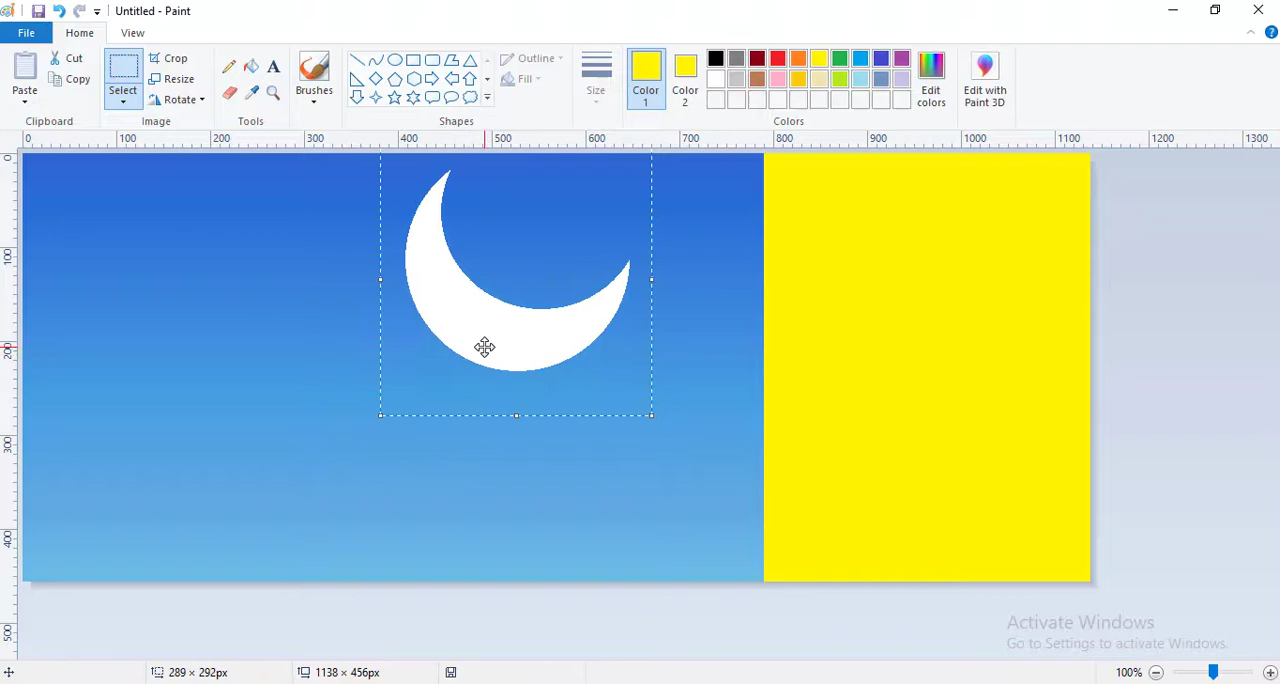 Untitled - Paint
File Home View
Paste
Cut
Copy
Clipboard
Select
Crop
Resize
Rotate
Image
A
Tools
Brushes
Outline
Fill
Shapes
Size
Color 1
Color 2
Edit colors
Edit with Paint 3D
Colors
0 100 200 300 400 500 600 700 800 900 1000 1100 1200 1300
0
100
200
300
400
500
Activate Windows
Go to Settings to activate Windows.
289 × 292px 1138 × 456px 100%